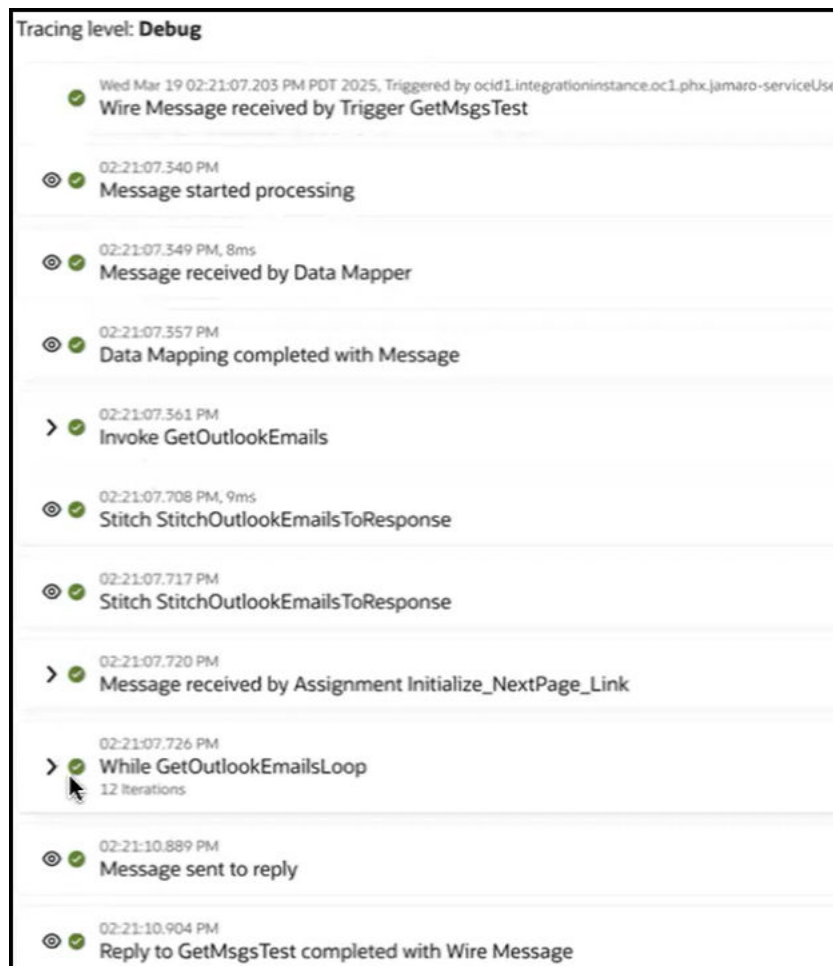 Tracing level: Debug
Wed Mar 19 02:21:07.203 PM PDT 2025, Triggered by ocid1.integrationinstance.oc1.phx.jamaro-serviceUse
Wire Message received by Trigger GetMsgsTest
02:21:07.340 PM
Message started processing
02:21:07.349 PM, 8ms
Message received by Data Mapper
02:21:07.357 PM
Data Mapping completed with Message
02:21:07.361 PM
Invoke GetOutlookEmails
02:21:07.708 PM, 9ms
Stitch StitchOutlookEmailsToResponse
02:21:07.717 PM
Stitch StitchOutlookEmailsToResponse
02:21:07.720 PM
Message received by Assignment Initialize_NextPage_Link
02:21:07.726 PM
While GetOutlookEmailsLoop
12 Iterations
02:21:10.889 PM
Message sent to reply
02:21:10.904 PM
Reply to GetMsgsTest completed with Wire Message